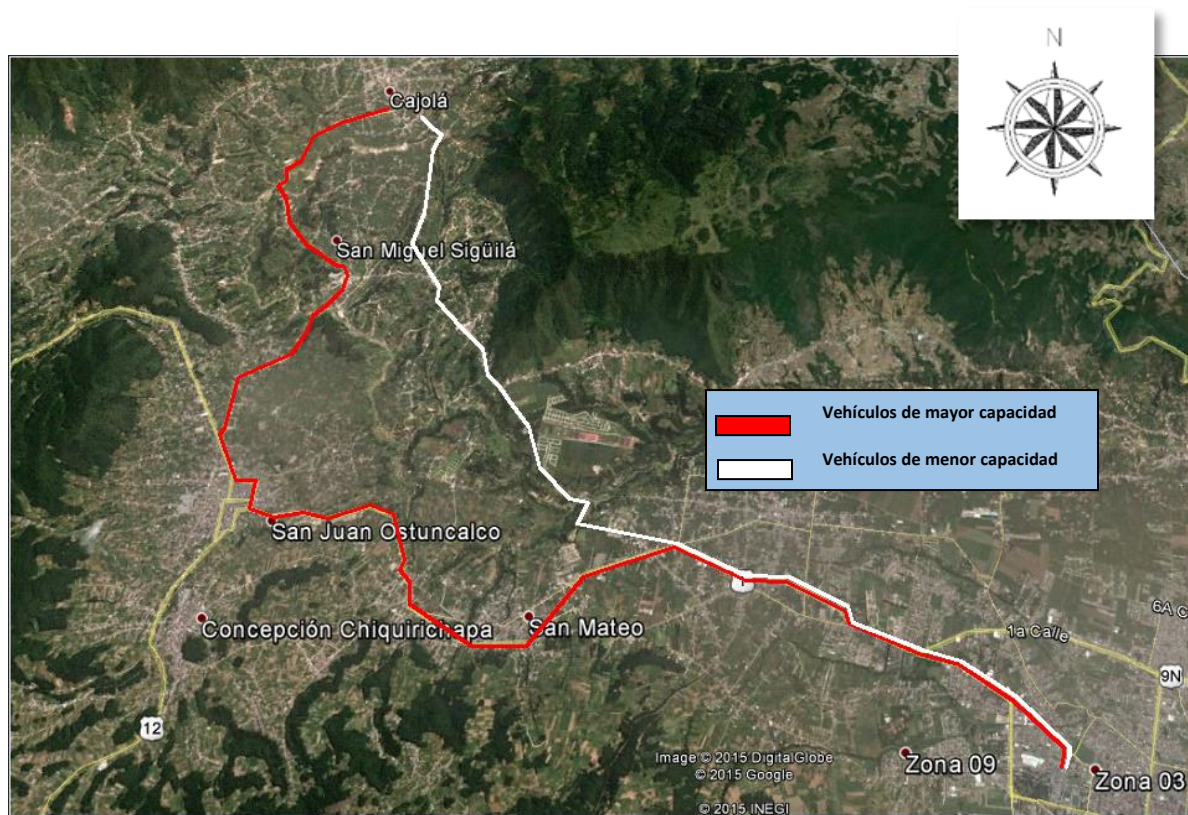 N
Cajolá
San Miguel Sigüilá
Vehículos de mayor capacidad
Vehículos de menor capacidad
San Juan Ostuncalco
1
Concepción Chiquirichapa
San Mateo
6A C
1a Calle
9N
12
Zona 09
Zona 03
Image © 2015 DigitalGlobe
© 2015 Google
© 2015 INEGI